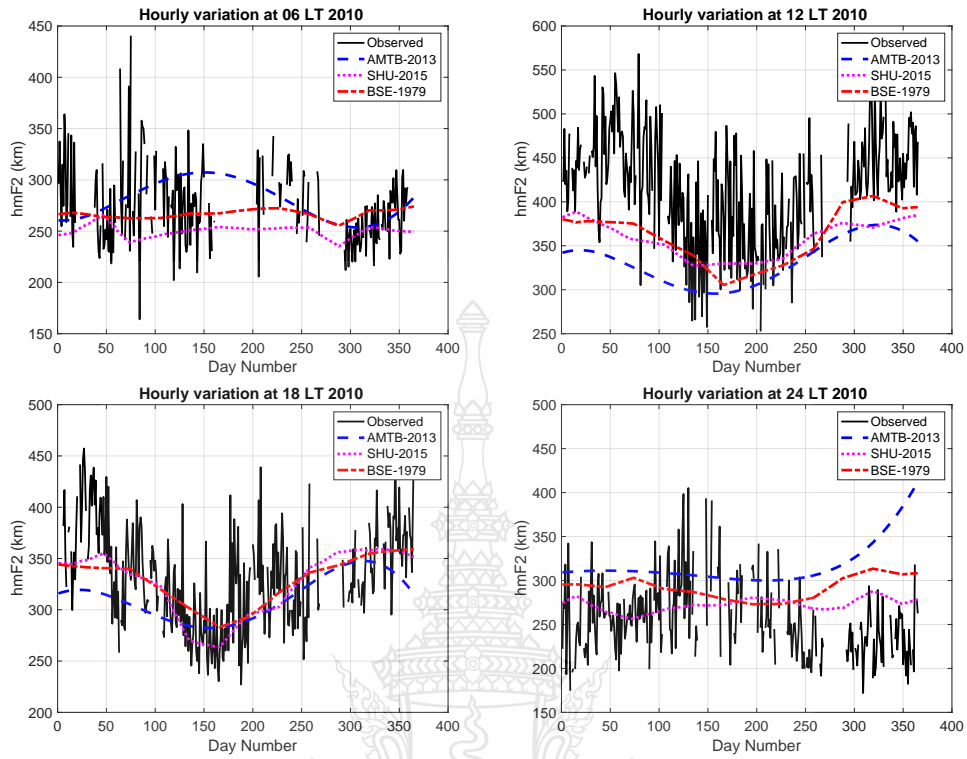 Hourly variation at 06 LT 2010
450
400
350
300
250
200
150
hmF2 (km)
0 50 100 150 200 250 300 350 400
Day Number
Observed
AMTB-2013
SHU-2015
BSE-1979
Hourly variation at 12 LT 2010
600
550
500
450
400
350
300
250
hmF2 (km)
0 50 100 150 200 250 300 350 400
Day Number
Observed
AMTB-2013
SHU-2015
BSE-1979
Hourly variation at 18 LT 2010
500
450
400
350
300
250
200
hmF2 (km)
0 50 100 150 200 250 300 350 400
Day Number
Observed
AMTB-2013
SHU-2015
BSE-1979
Hourly variation at 24 LT 2010
500
450
400
350
300
250
200
150
hmF2 (km)
0 50 100 150 200 250 300 350 400
Day Number
Observed
AMTB-2013
SHU-2015
BSE-1979